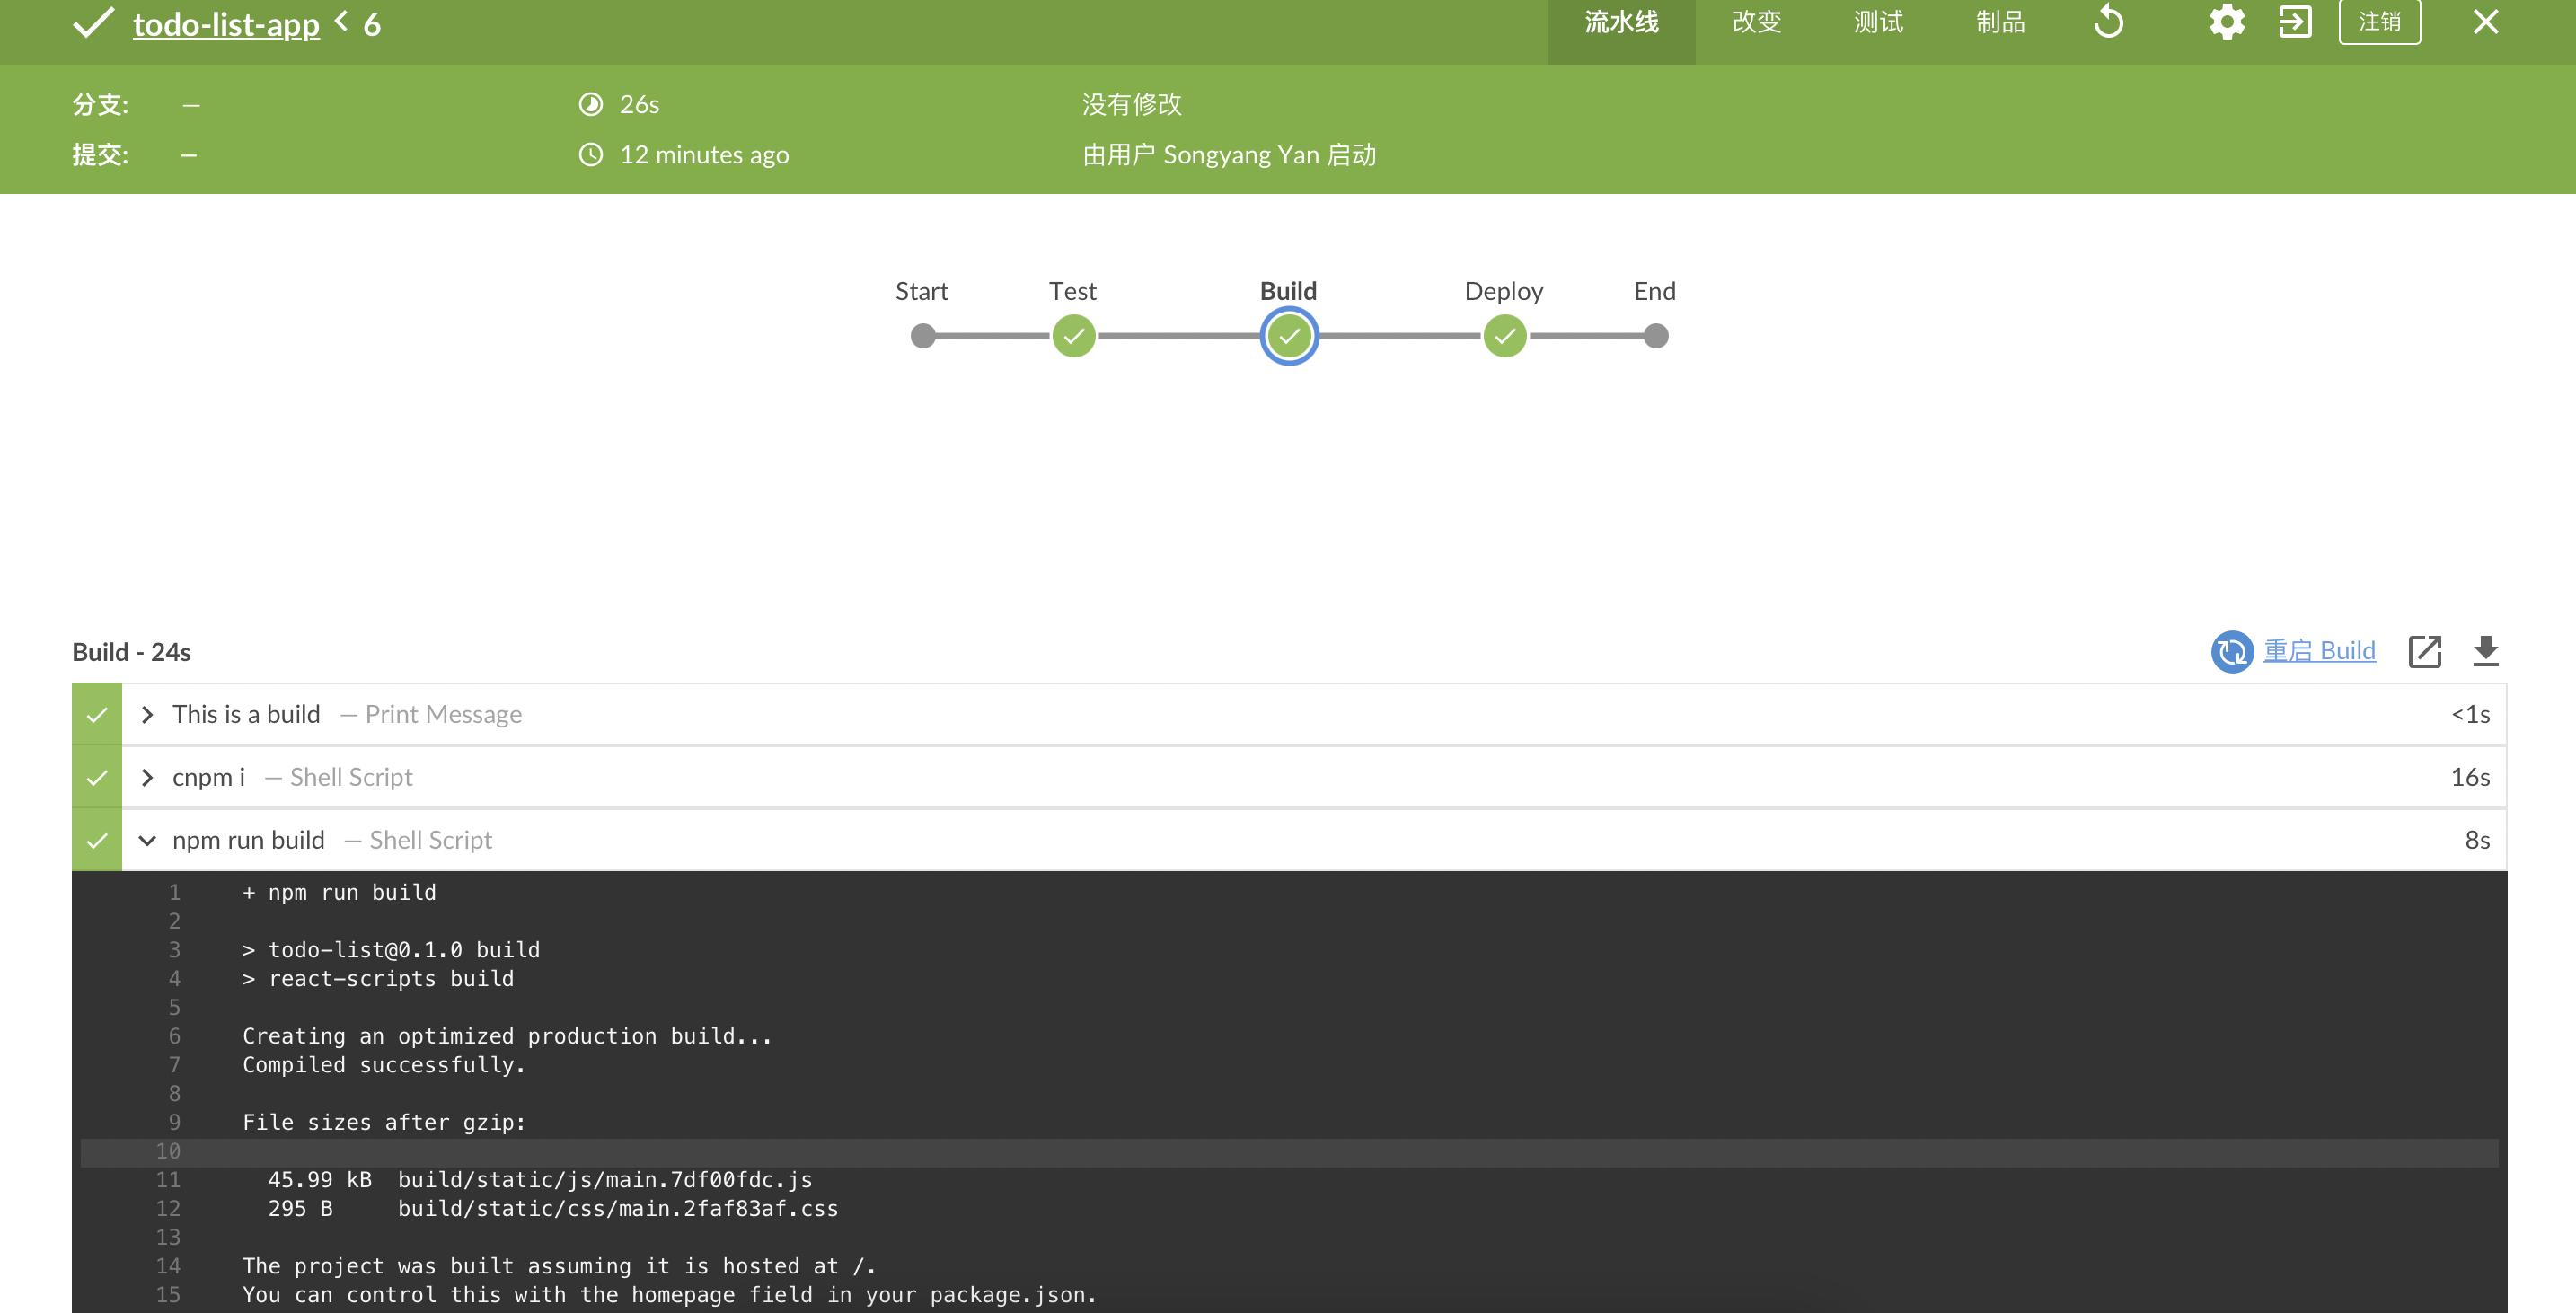 todo-list-app < 6 流水线 改变 测试 制品 注销
分支: — 26s 没有修改
提交: — 12 minutes ago 由用户 Songyang Yan 启动
Start Test Build Deploy End
Build - 24s 重启 Build
This is a build — Print Message <1s
cnpm i — Shell Script 16s
npm run build — Shell Script 8s
1 + npm run build
2
3 > todo-list@0.1.0 build
4 > react-scripts build
5
6 Creating an optimized production build...
7 Compiled successfully.
8
9 File sizes after gzip:
10
11 45.99 kB build/static/js/main.7df00fdc.js
12 295 B build/static/css/main.2faf83af.css
13
14 The project was built assuming it is hosted at /.
15 You can control this with the homepage field in your package.json.